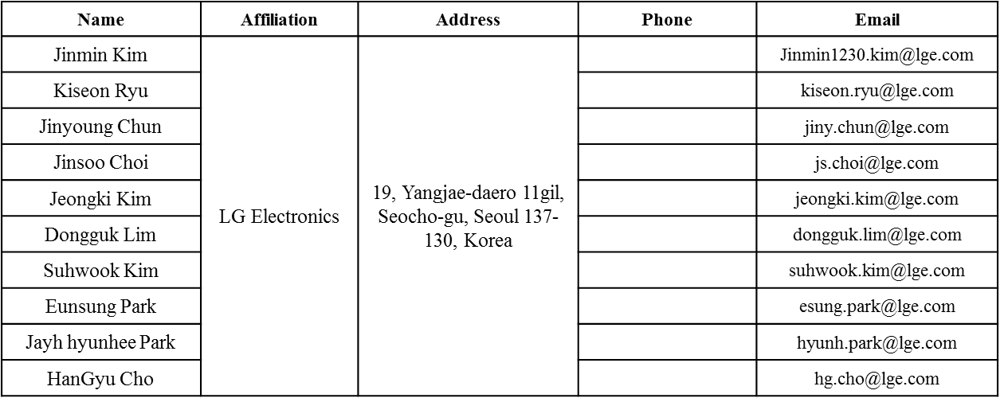 Name Affiliation Address Phone Email
Jinmin Kim Jinmin1230.kim@lge.com
Kiseon Ryu kiseon.ryu@lge.com
Jinyoung Chun jiny.chun@lge.com
Jinsoo Choi js.choi@lge.com
Jeongki Kim jeongki.kim@lge.com
LG Electronics
19, Yangjae-daero 11gil,
Seocho-gu, Seoul 137-
130, Korea
Dongguk Lim dongguk.lim@lge.com
Suhwook Kim suhwook.kim@lge.com
Eunsung Park esung.park@lge.com
Jayh hyunhee Park hyunh.park@lge.com
HanGyu Cho hg.cho@lge.com